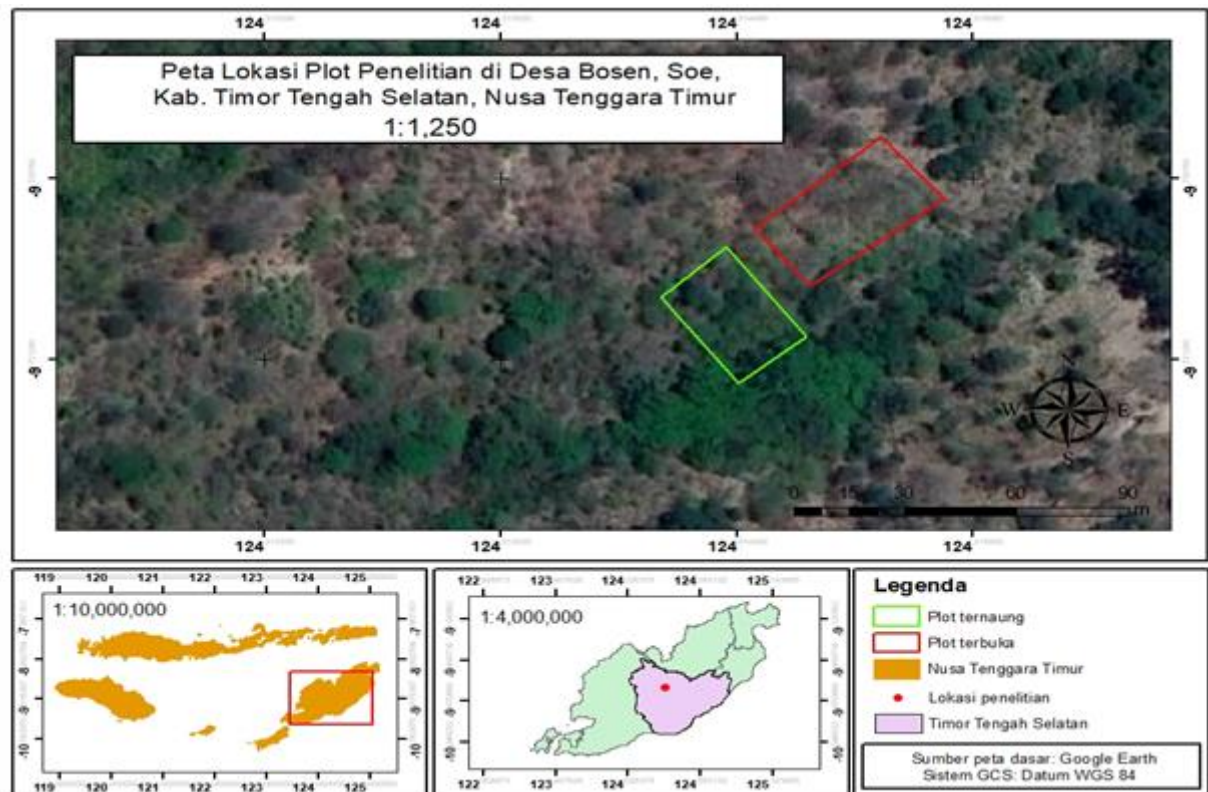 124 124 124 124
Peta Lokasi Plot Penelitian di Desa Bosen, Soe,
Kab. Timor Tengah Selatan, Nusa Tenggara Timur
1:1,250
-9 -9
-9 -9
N
W E
S
0 15 30 60 90
m
124 124 124 124
119 120 121 122 123 124 125
1:10,000,000
-7 -7
-8 -8
-9 -9
-10 -10
119 120 121 122 123 124 125
122 123 124 124 125
1:4,000,000
-9 -9
-9 -9
-10 -10
122 123 124 124 125
Legenda
Plot ternaung
Plot terbuka
Nusa Tenggara Timur
Lokasi penelitian
Timor Tengah Selatan
Sumber peta dasar: Google Earth
Sistem GCS: Datum WGS 84